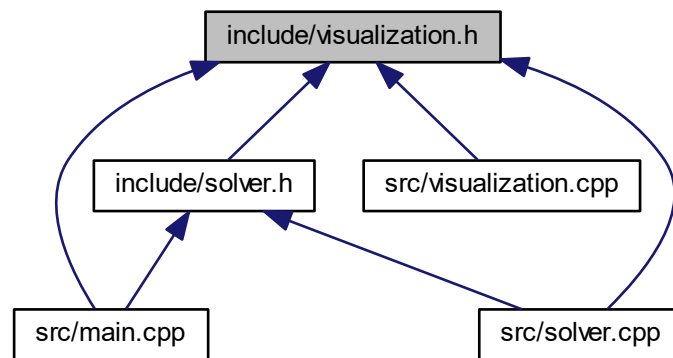 include/visualization.h
include/solver.h
src/visualization.cpp
src/main.cpp
src/solver.cpp